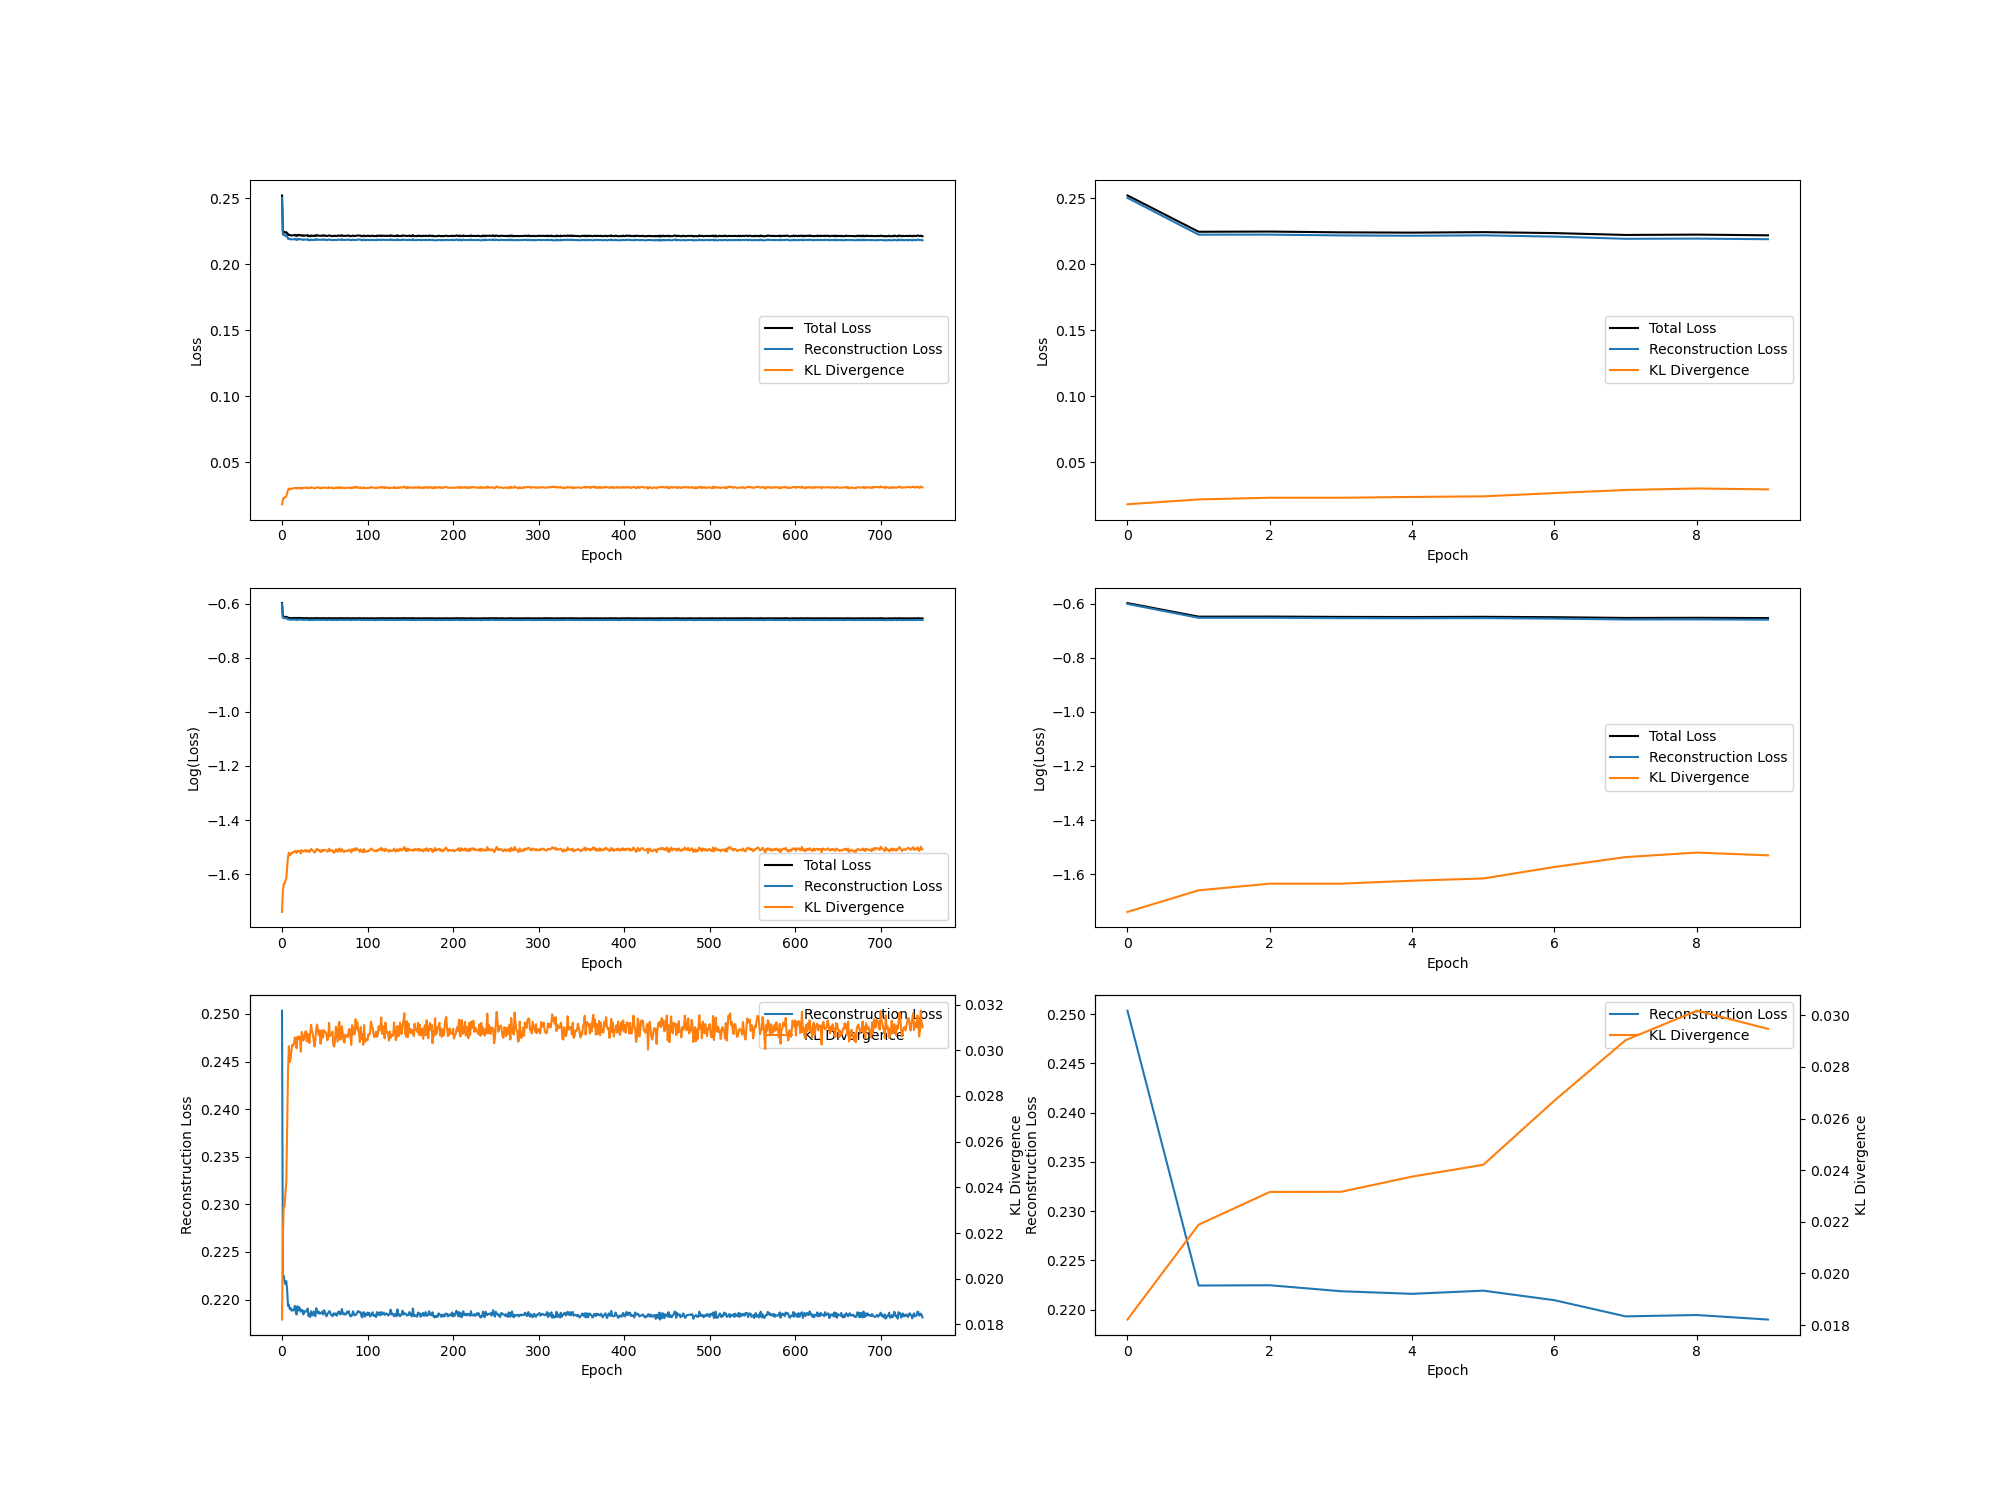 0.25
0.20
0.15
0.10
0.05
Loss
Total Loss
Reconstruction Loss
KL Divergence
0 100 200 300 400 500 600 700
Epoch
0.25
0.20
0.15
0.10
0.05
Loss
Total Loss
Reconstruction Loss
KL Divergence
0 2 4 6 8
Epoch
−0.6
−0.8
−1.0
−1.2
−1.4
−1.6
Log(Loss)
Total Loss
Reconstruction Loss
KL Divergence
0 100 200 300 400 500 600 700
Epoch
−0.6
−0.8
−1.0
−1.2
−1.4
−1.6
Log(Loss)
Total Loss
Reconstruction Loss
KL Divergence
0 2 4 6 8
Epoch
0.250
0.245
0.240
0.235
0.230
0.225
0.220
Reconstruction Loss
Reconstruction Loss
KL Divergence
0.032
0.030
0.028
0.026
0.024
0.022
0.020
0.018
KL Divergence
0 100 200 300 400 500 600 700
Epoch
0.250
0.245
0.240
0.235
0.230
0.225
0.220
Reconstruction Loss
Reconstruction Loss
KL Divergence
0.030
0.028
0.026
0.024
0.022
0.020
0.018
KL Divergence
0 2 4 6 8
Epoch